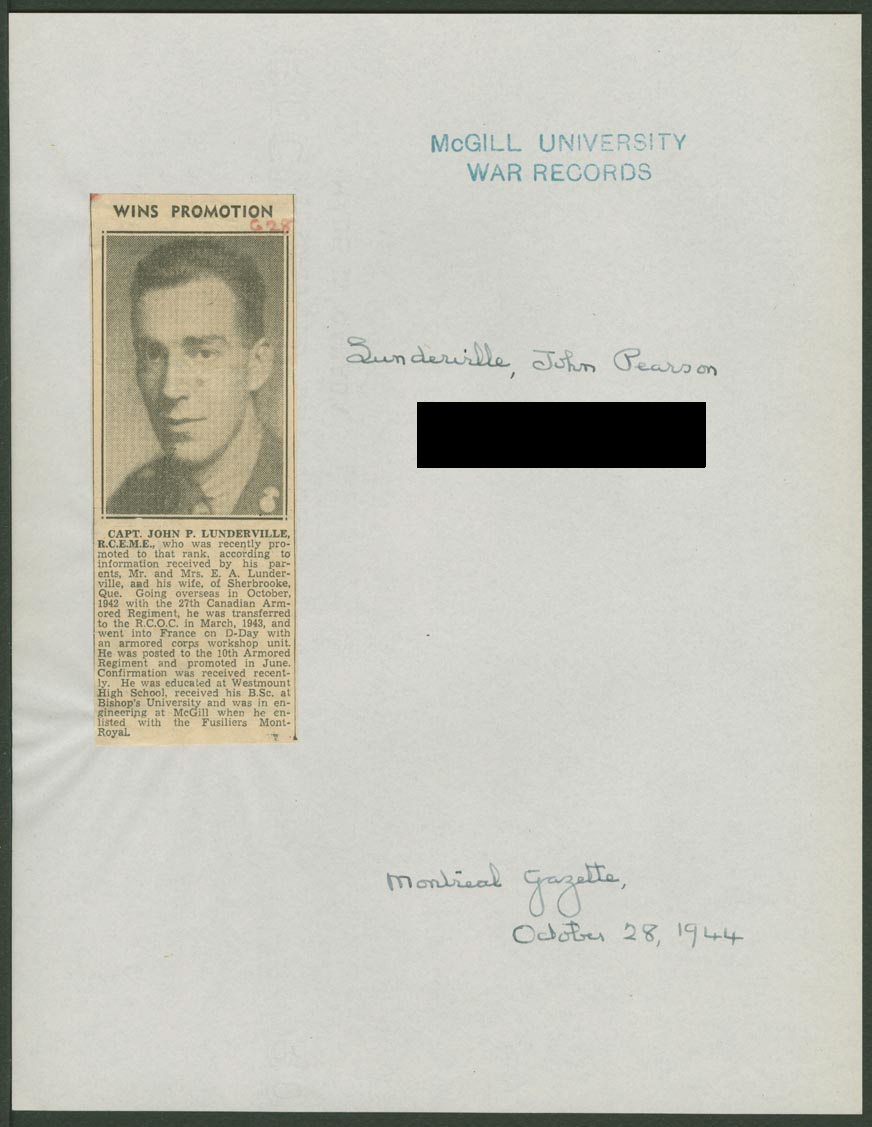 McGILL UNIVERSITY
WAR RECORDS
WINS PROMOTION
G 28
CAPT. JOHN P. LUNDERVILLE,
R.C.E.M.E., who was recently pro-
moted to that rank, according to
information received by his par-
ents, Mr. and Mrs. E. A. Lunder-
ville, and his wife, of Sherbrooke,
Que. Going overseas in October,
1942 with the 27th Canadian Arm-
ored Regiment, he was transferred
to the R.C.O.C. in March, 1943, and
went into France on D-Day with
an armored corps workshop unit.
He was posted to the 10th Armored
Regiment and promoted in June.
Confirmation was received recent-
ly. He was educated at Westmount
High School, received his B.Sc. at
Bishop's University and was in en-
gineering at McGill when he en-
listed with the Fusiliers Mont-
Royal.
Lunderville, John Pearson
Montreal Gazette,
October 28, 1944